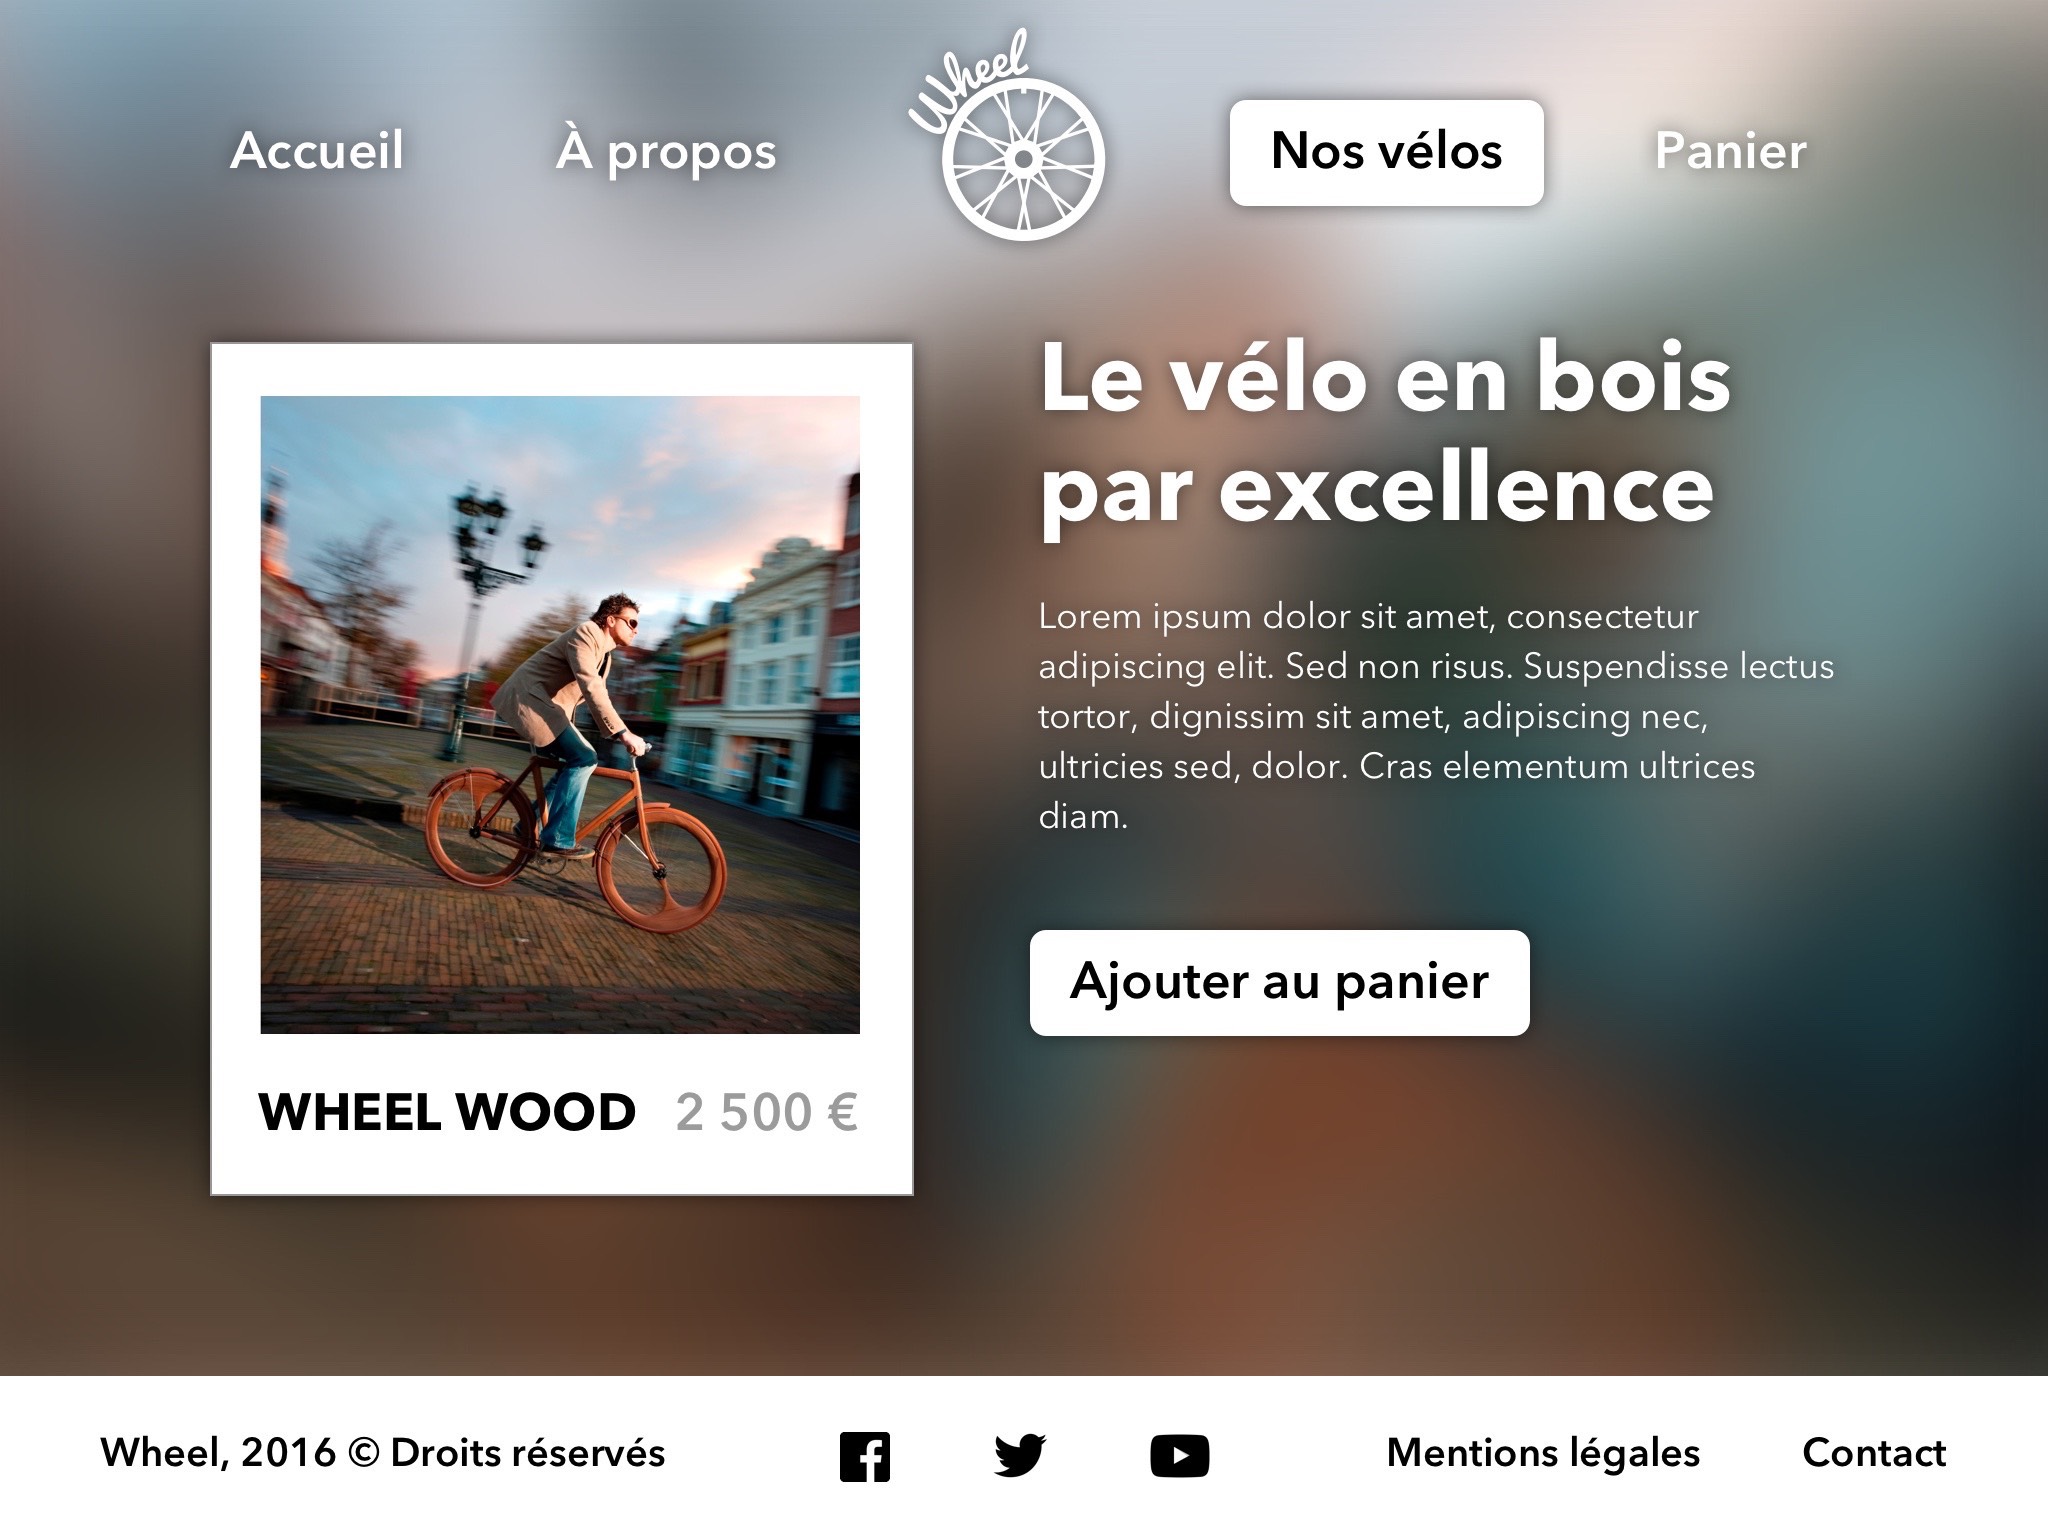 Wheel
Accueil
À propos
Nos vélos
Panier
Le vélo en bois
par excellence
Lorem ipsum dolor sit amet, consectetur
adipiscing elit. Sed non risus. Suspendisse lectus
tortor, dignissim sit amet, adipiscing nec,
ultricies sed, dolor. Cras elementum ultrices
diam.
Ajouter au panier
WHEEL WOOD 2 500 €
Wheel, 2016 © Droits réservés
Mentions légales
Contact